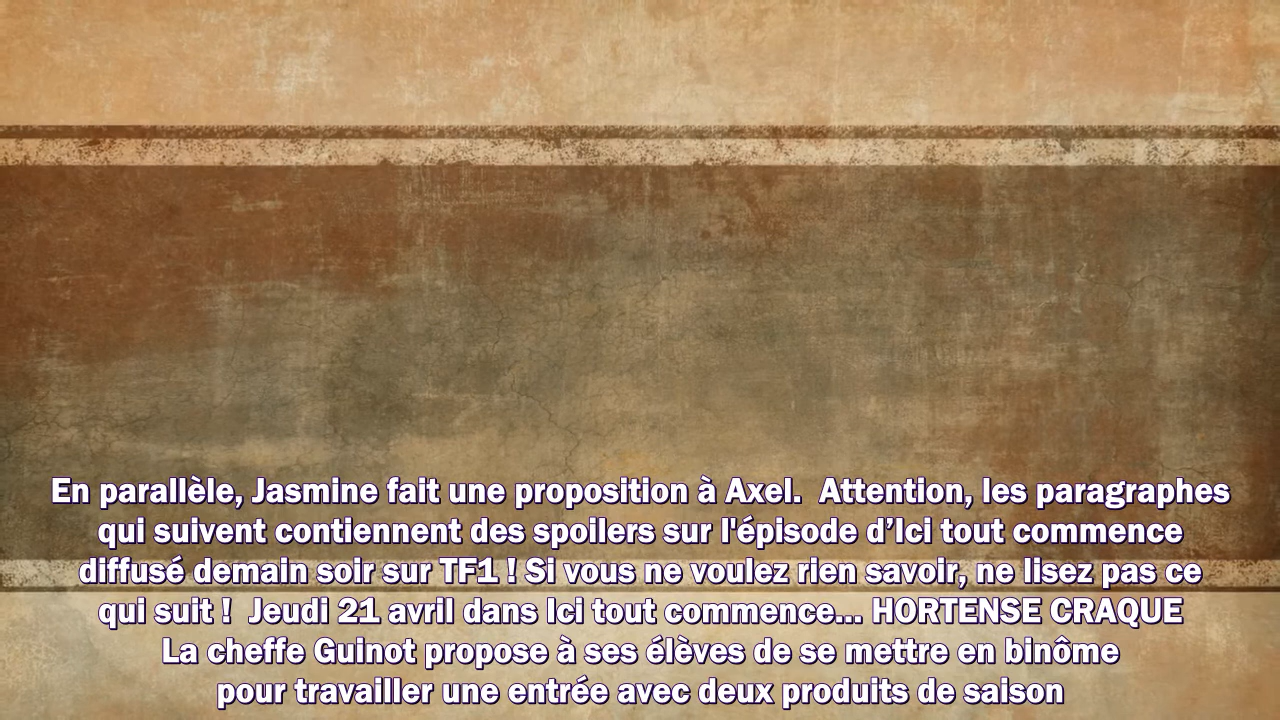 En parallèle, Jasmine fait une proposition à Axel.  Attention, les paragraphes
qui suivent contiennent des spoilers sur l'épisode d’Ici tout commence
diffusé demain soir sur TF1 ! Si vous ne voulez rien savoir, ne lisez pas ce
qui suit !  Jeudi 21 avril dans Ici tout commence... HORTENSE CRAQUE
La cheffe Guinot propose à ses élèves de se mettre en binôme
pour travailler une entrée avec deux produits de saison